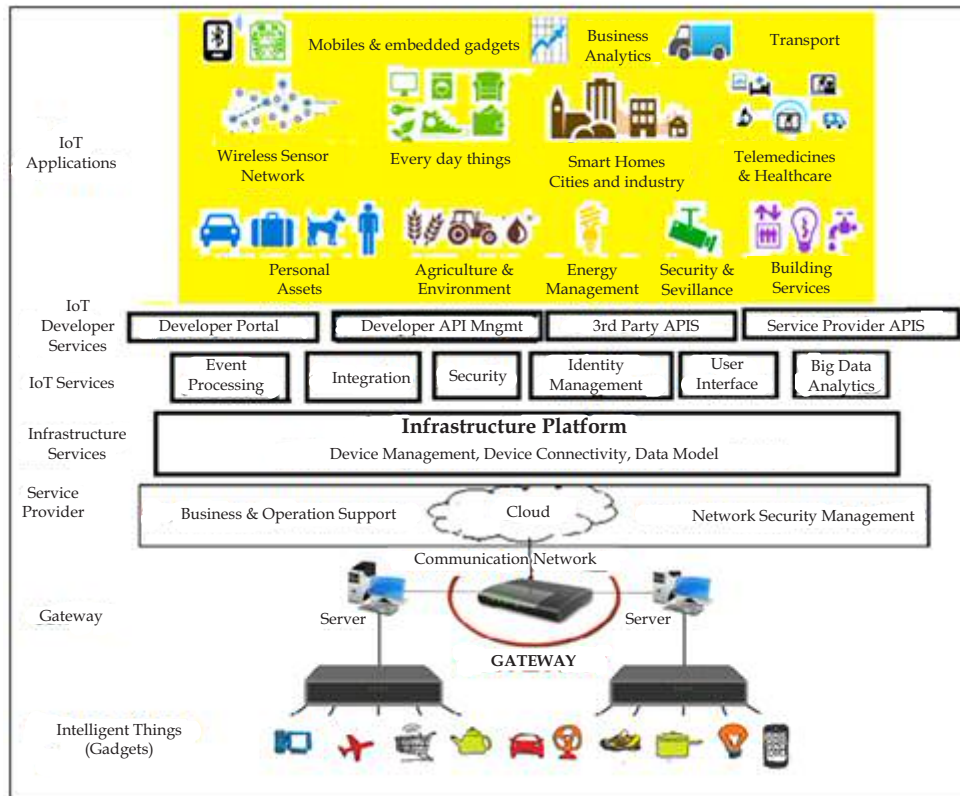 Mobiles & embedded gadgets
Business
Analytics
Transport
IoT
Applications
Wireless Sensor
Network
Every day things
Smart Homes
Cities and industry
Telemedicines
& Healthcare
Personal
Assets
Agriculture &
Environment
Energy
Management
Security &
Sevillance
Building
Services
IoT
Developer
Services
Developer Portal
Developer API Mngmt
3rd Party APIS
Service Provider APIS
IoT Services
Event
Processing
Integration
Security
Identity
Management
User
Interface
Big Data
Analytics
Infrastructure
Services
Infrastructure Platform
Device Management, Device Connectivity, Data Model
Service
Provider
Business & Operation Support
Cloud
Network Security Management
Communication Network
Gateway
Server
Server
GATEWAY
Intelligent Things
(Gadgets)